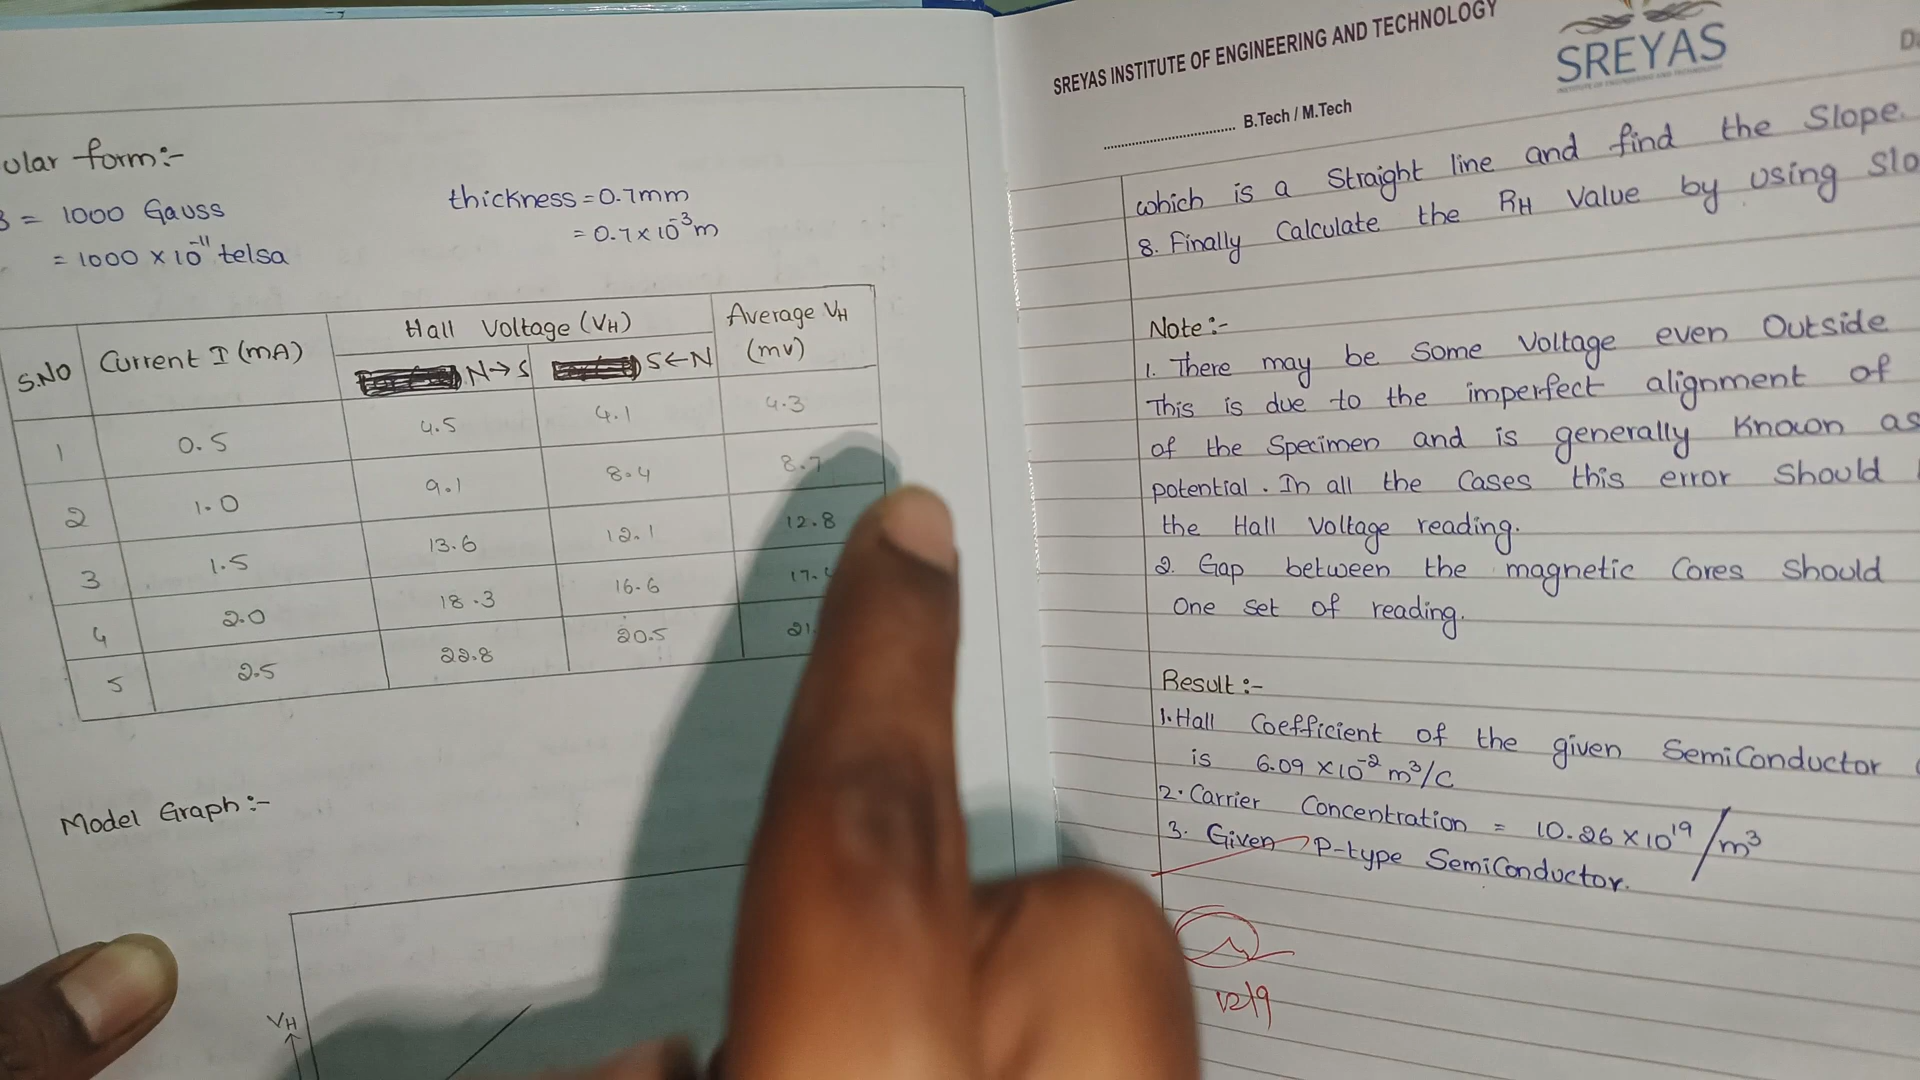 ular form:-
B = 1000 Gauss
= 1000 × 10⁻¹¹ telsa
thickness = 0.7mm
= 0.7 × 10⁻³m
S.NO Current I (mA) Hall Voltage (VH) Average VH (mv)
N→S S←N
1 0.5 4.5 4.1 4.3
2 1.0 9.1 8.4 8.7
3 1.5 13.6 12.1 12.8
4 2.0 18.3 16.6 17.
5 2.5 22.8 20.5 21.
Model Graph:-
VH
SREYAS INSTITUTE OF ENGINEERING AND TECHNOLOGY
SREYAS
B.Tech / M.Tech
which is a Straight line and find the Slope.
8. Finally Calculate the RH Value by using Slo
Note:-
1. There may be Some Voltage even Outside
This is due to the imperfect alignment of
of the Specimen and is generally Known as
potential. In all the Cases this error Should
the Hall Voltage reading.
2. Gap between the magnetic Cores Should
One set of reading.
Result:-
1. Hall Coefficient of the given SemiConductor
is 6.09 × 10⁻² m³/C
2. Carrier Concentration = 10.26 × 10¹⁹ /m³
3. Given P-type SemiConductor.
12/9